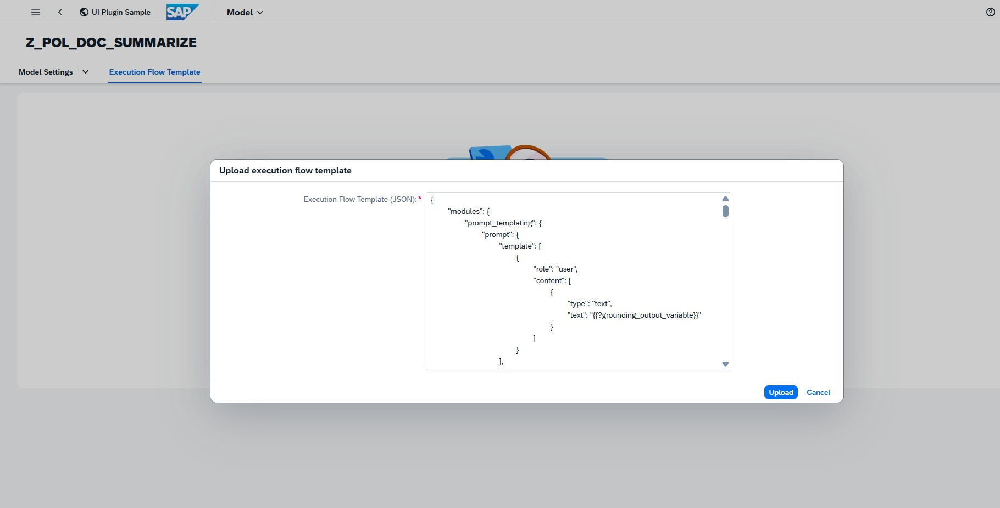 UI Plugin Sample
SAP
Model
Z_POL_DOC_SUMMARIZE
Model Settings
Execution Flow Template
Upload execution flow template
Execution Flow Template (JSON):*
{
"modules": {
"prompt_templating": {
"prompt": {
"template": [
{
"role": "user",
"content": [
{
"type": "text",
"text": "{{?grounding_output_variable}}"
}
]
}
],
Upload
Cancel